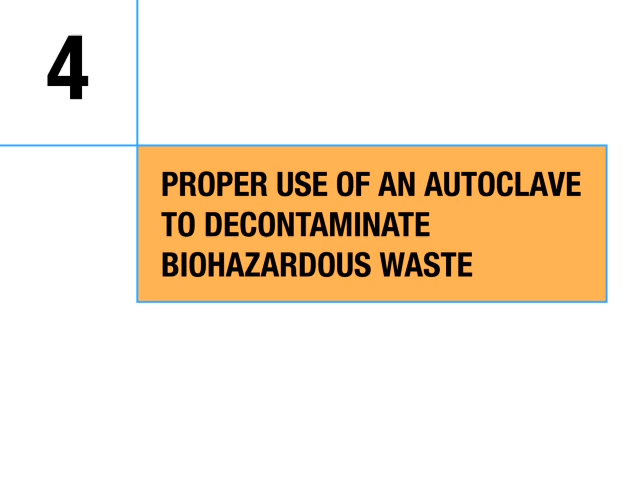 4
PROPER USE OF AN AUTOCLAVE
TO DECONTAMINATE
BIOHAZARDOUS WASTE